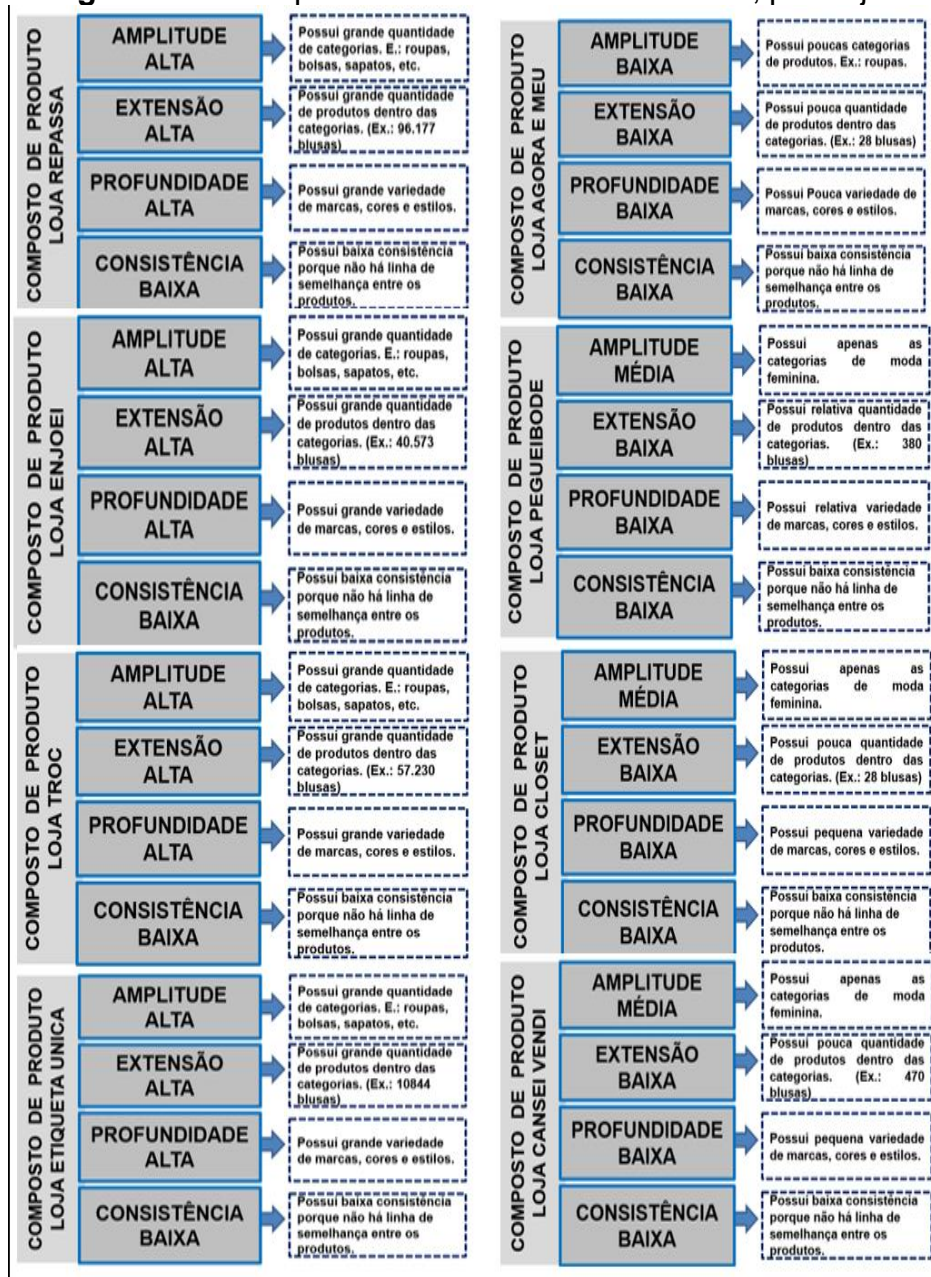 COMPOSTO DE PRODUTO
LOJA REPASSA
AMPLITUDE
ALTA
Possui grande quantidade
de categorias. E.: roupas,
bolsas, sapatos, etc.
EXTENSÃO
ALTA
Possui grande quantidade
de produtos dentro das
categorias. (Ex.: 96.177
blusas)
PROFUNDIDADE
ALTA
Possui grande variedade
de marcas, cores e estilos.
CONSISTÊNCIA
BAIXA
Possui baixa consistência
porque não há linha de
semelhança entre os
produtos.
COMPOSTO DE PRODUTO
LOJA ENJOEI
AMPLITUDE
ALTA
Possui grande quantidade
de categorias. E.: roupas,
bolsas, sapatos, etc.
EXTENSÃO
ALTA
Possui grande quantidade
de produtos dentro das
categorias. (Ex.: 40.573
blusas)
PROFUNDIDADE
ALTA
Possui grande variedade
de marcas, cores e estilos.
CONSISTÊNCIA
BAIXA
Possui baixa consistência
porque não há linha de
semelhança entre os
produtos.
COMPOSTO DE PRODUTO
LOJA TROC
AMPLITUDE
ALTA
Possui grande quantidade
de categorias. E.: roupas,
bolsas, sapatos, etc.
EXTENSÃO
ALTA
Possui grande quantidade
de produtos dentro das
categorias. (Ex.: 57.230
blusas)
PROFUNDIDADE
ALTA
Possui grande variedade
de marcas, cores e estilos.
CONSISTÊNCIA
BAIXA
Possui baixa consistência
porque não há linha de
semelhança entre os
produtos.
COMPOSTO DE PRODUTO
LOJA ETIQUETA UNICA
AMPLITUDE
ALTA
Possui grande quantidade
de categorias. E.: roupas,
bolsas, sapatos, etc.
EXTENSÃO
ALTA
Possui grande quantidade
de produtos dentro das
categorias. (Ex.: 10844
blusas)
PROFUNDIDADE
ALTA
Possui grande variedade
de marcas, cores e estilos.
CONSISTÊNCIA
BAIXA
Possui baixa consistência
porque não há linha de
semelhança entre os
produtos.
COMPOSTO DE PRODUTO
LOJA AGORA E MEU
AMPLITUDE
BAIXA
Possui poucas categorias
de produtos. Ex.: roupas.
EXTENSÃO
BAIXA
Possui pouca quantidade
de produtos dentro das
categorias. (Ex.: 28 blusas)
PROFUNDIDADE
BAIXA
Possui Pouca variedade de
marcas, cores e estilos.
CONSISTÊNCIA
BAIXA
Possui baixa consistência
porque não há linha de
semelhança entre os
produtos.
COMPOSTO DE PRODUTO
LOJA PEGUEIBODE
AMPLITUDE
MÉDIA
Possui apenas as
categorias de moda
feminina.
EXTENSÃO
BAIXA
Possui relativa quantidade
de produtos dentro das
categorias. (Ex.: 380
blusas)
PROFUNDIDADE
BAIXA
Possui relativa variedade
de marcas, cores e estilos.
CONSISTÊNCIA
BAIXA
Possui baixa consistência
porque não há linha de
semelhança entre os
produtos.
COMPOSTO DE PRODUTO
LOJA CLOSET
AMPLITUDE
MÉDIA
Possui apenas as
categorias de moda
feminina.
EXTENSÃO
BAIXA
Possui pouca quantidade
de produtos dentro das
categorias. (Ex.: 28 blusas)
PROFUNDIDADE
BAIXA
Possui pequena variedade
de marcas, cores e estilos.
CONSISTÊNCIA
BAIXA
Possui baixa consistência
porque não há linha de
semelhança entre os
produtos.
COMPOSTO DE PRODUTO
LOJA CANSEI VENDI
AMPLITUDE
MÉDIA
Possui apenas as
categorias de moda
feminina.
EXTENSÃO
BAIXA
Possui pouca quantidade
de produtos dentro das
categorias. (Ex.: 470
blusas)
PROFUNDIDADE
BAIXA
Possui pequena variedade
de marcas, cores e estilos.
CONSISTÊNCIA
BAIXA
Possui baixa consistência
porque não há linha de
semelhança entre os
produtos.